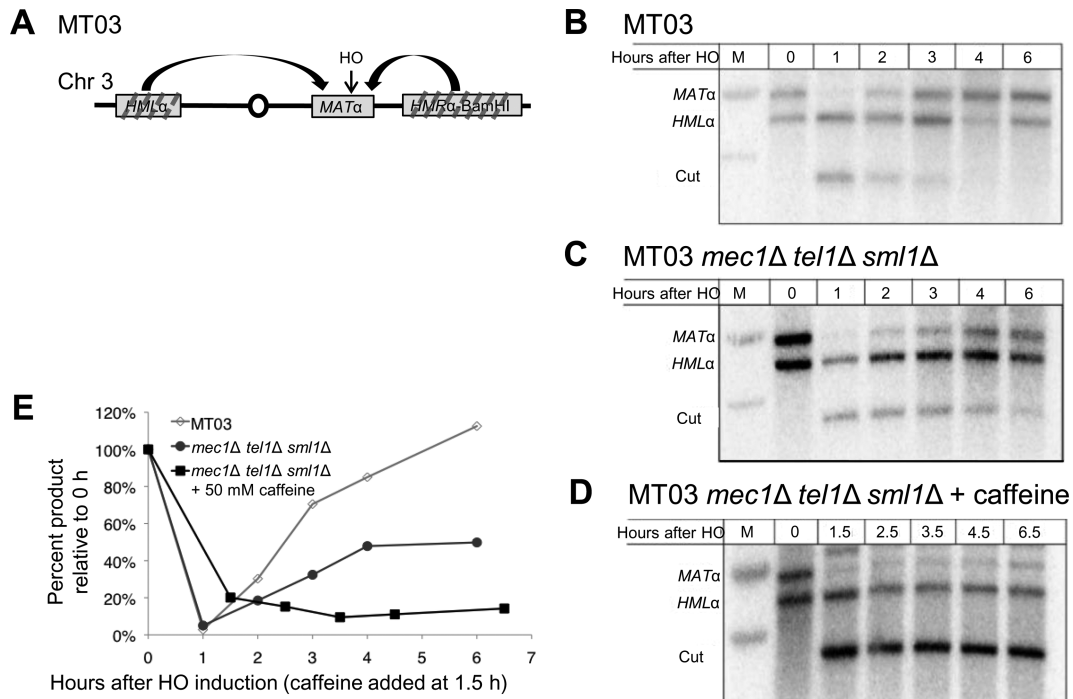 A MT03
HO
Chr 3
HMLα
MATα
HMRα-BamHI
B MT03
Hours after HO M 0 1 2 3 4 6
MATα
HMLα
Cut
C MT03 mec1Δ tel1Δ sml1Δ
Hours after HO M 0 1 2 3 4 6
MATα
HMLα
Cut
D MT03 mec1Δ tel1Δ sml1Δ + caffeine
Hours after HO M 0 1.5 2.5 3.5 4.5 6.5
MATα
HMLα
Cut
E
Percent product
relative to 0 h
120%
100%
80%
60%
40%
20%
0%
MT03
mec1Δ tel1Δ sml1Δ
mec1Δ tel1Δ sml1Δ
+ 50 mM caffeine
0 1 2 3 4 5 6 7
Hours after HO induction (caffeine added at 1.5 h)